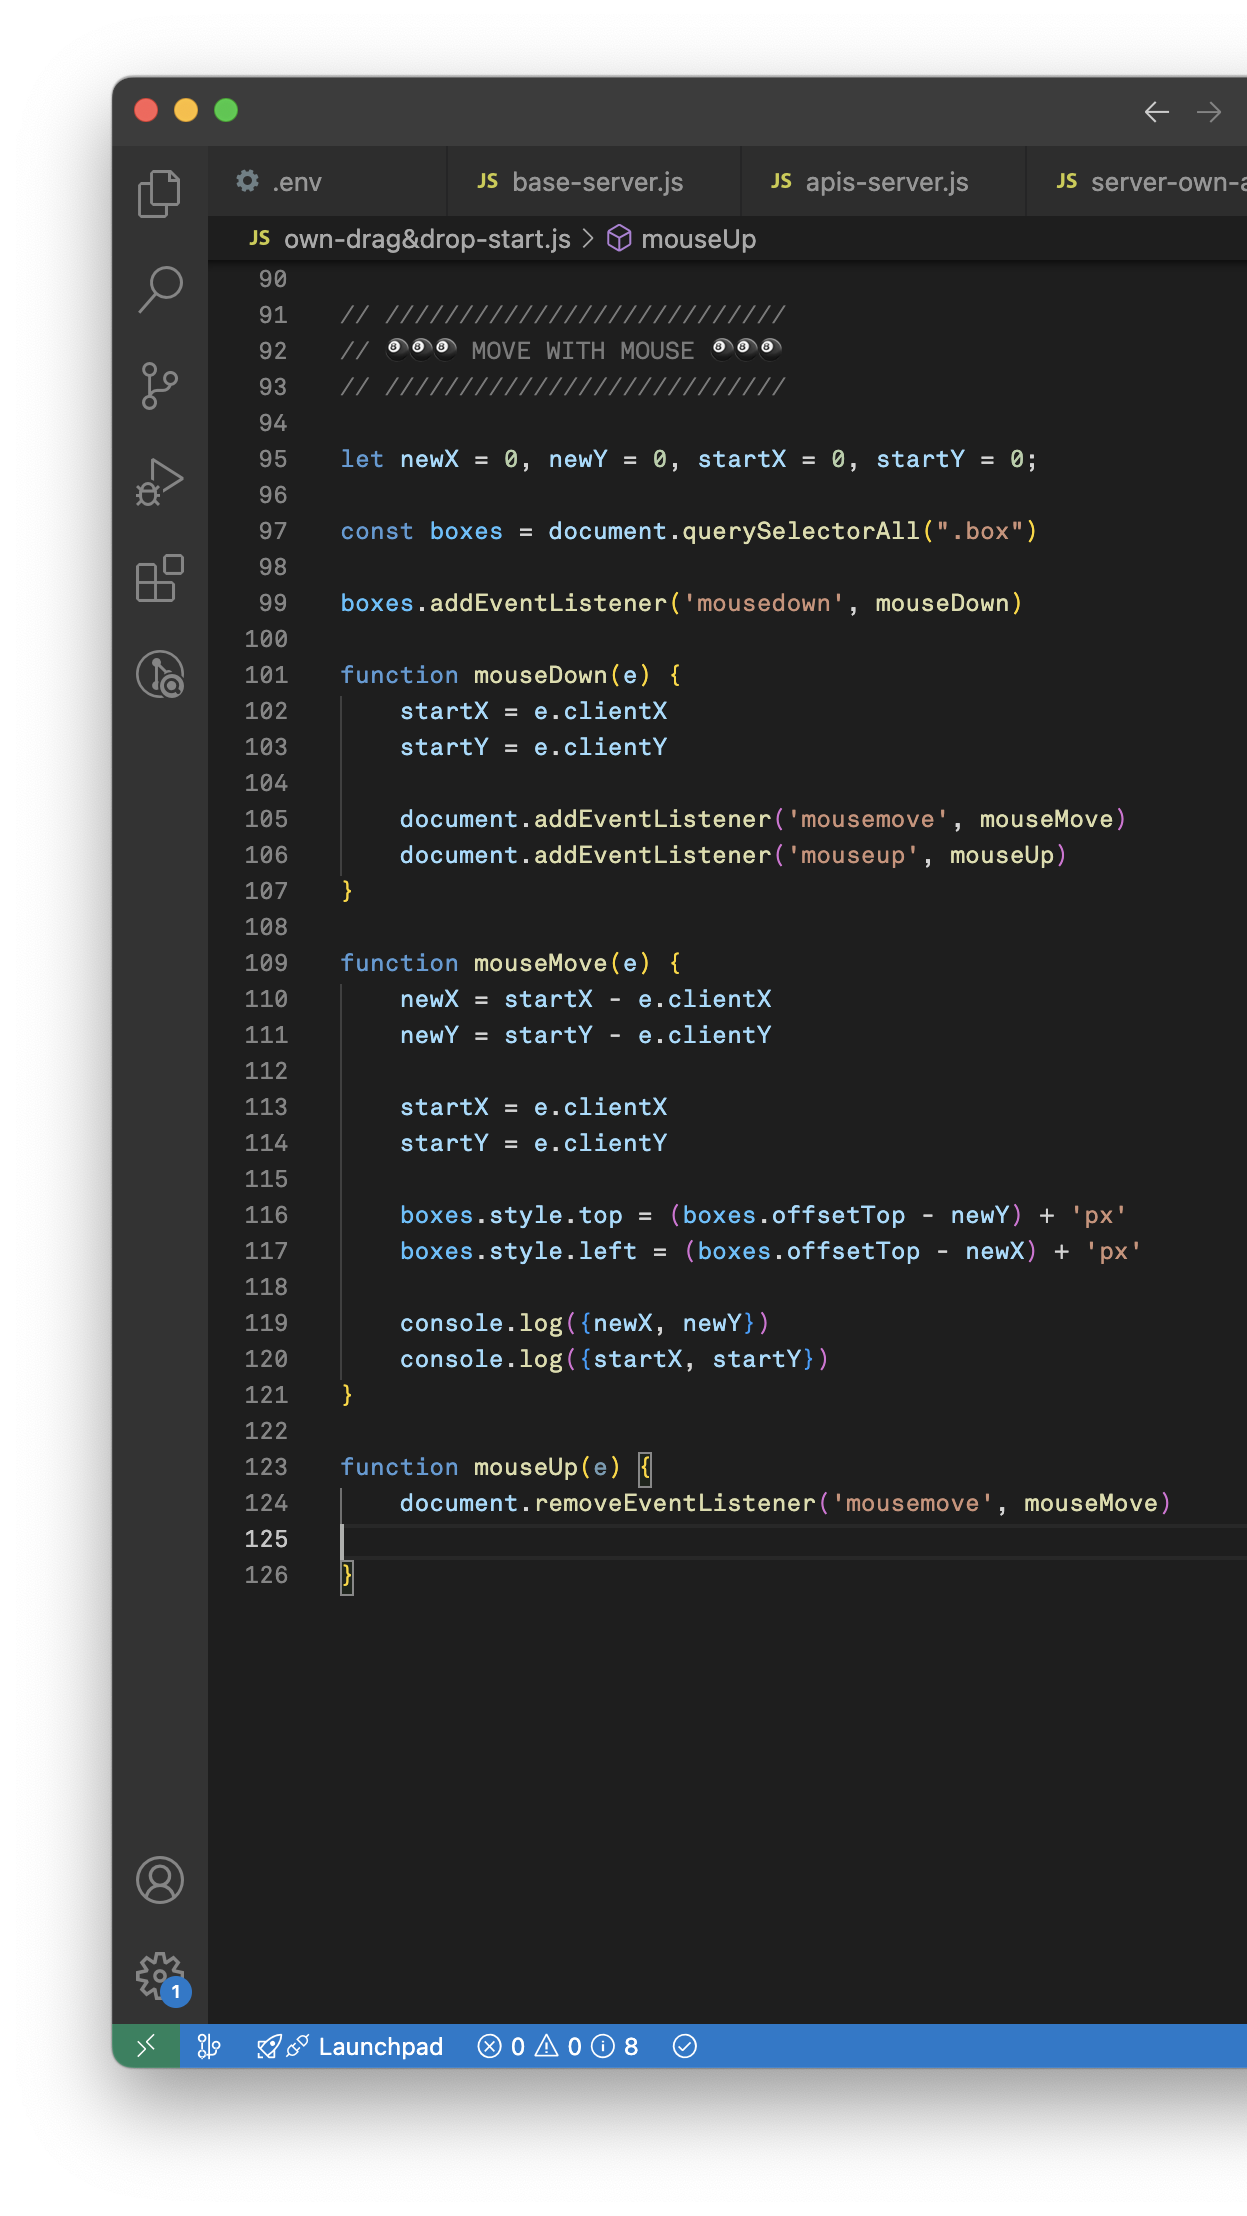 .env JS base-server.js JS apis-server.js JS server-own-a
JS own-drag&drop-start.js > mouseUp
90
91 // ///////////////////////////
92 // 🎱🎱🎱 MOVE WITH MOUSE 🎱🎱🎱
93 // ///////////////////////////
94
95 let newX = 0, newY = 0, startX = 0, startY = 0;
96
97 const boxes = document.querySelectorAll(".box")
98
99 boxes.addEventListener('mousedown', mouseDown)
100
101 function mouseDown(e) {
102     startX = e.clientX
103     startY = e.clientY
104
105     document.addEventListener('mousemove', mouseMove)
106     document.addEventListener('mouseup', mouseUp)
107 }
108
109 function mouseMove(e) {
110     newX = startX - e.clientX
111     newY = startY - e.clientY
112
113     startX = e.clientX
114     startY = e.clientY
115
116     boxes.style.top = (boxes.offsetTop - newY) + 'px'
117     boxes.style.left = (boxes.offsetTop - newX) + 'px'
118
119     console.log({newX, newY})
120     console.log({startX, startY})
121 }
122
123 function mouseUp(e) {
124     document.removeEventListener('mousemove', mouseMove)
125
126 }
1
Launchpad 0 0 8